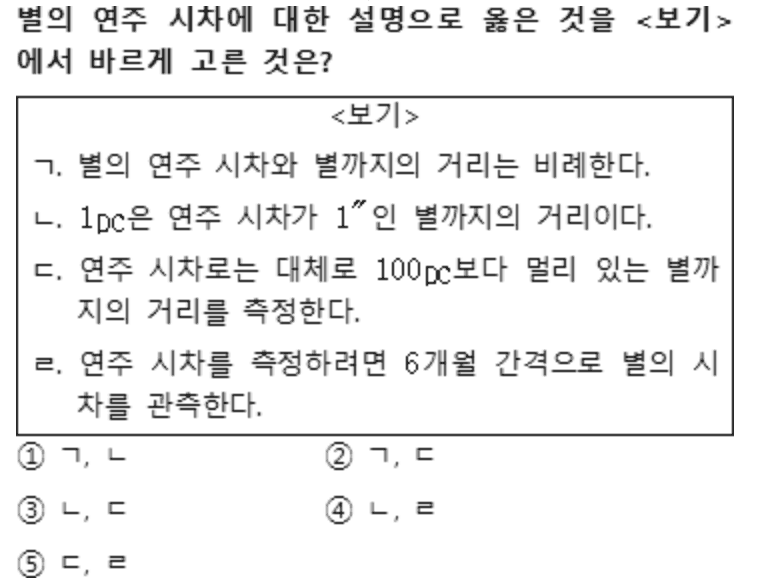 별의 연주 시차에 대한 설명으로 옳은 것을 <보기>
에서 바르게 고른 것은?
<보기>
ㄱ. 별의 연주 시차와 별까지의 거리는 비례한다.
ㄴ. 1pc은 연주 시차가 1″인 별까지의 거리이다.
ㄷ. 연주 시차로는 대체로 100pc보다 멀리 있는 별까
지의 거리를 측정한다.
ㄹ. 연주 시차를 측정하려면 6개월 간격으로 별의 시
차를 관측한다.
① ㄱ, ㄴ ② ㄱ, ㄷ
③ ㄴ, ㄷ ④ ㄴ, ㄹ
⑤ ㄷ, ㄹ